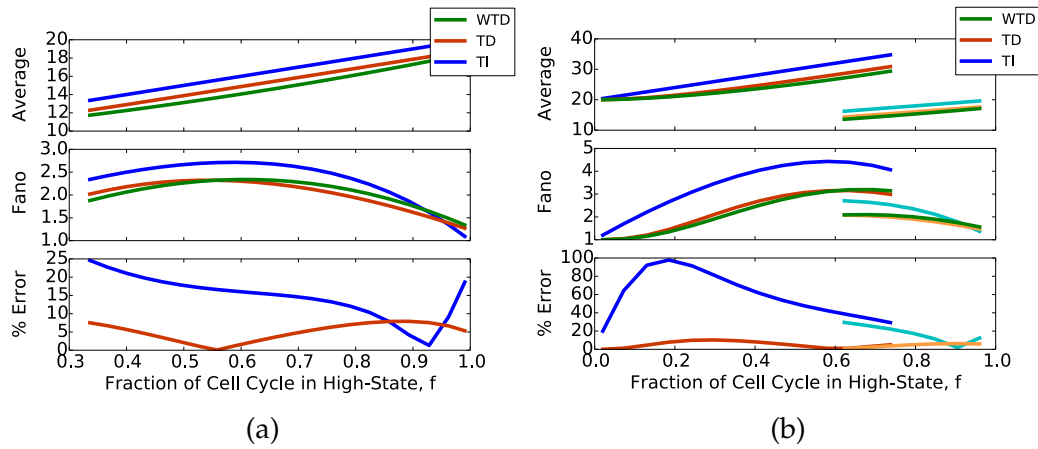 WTD
TD
TI
Average
20
18
16
14
12
10
Fano
3.0
2.5
2.0
1.5
1.0
% Error
25
20
15
10
5
0
0.3 0.4 0.5 0.6 0.7 0.8 0.9 1.0
Fraction of Cell Cycle in High-State, f
(a)
WTD
TD
TI
Average
40
30
20
10
Fano
5
4
3
2
1
% Error
100
80
60
40
20
0
0.0 0.2 0.4 0.6 0.8 1.0
Fraction of Cell Cycle in High-State, f
(b)